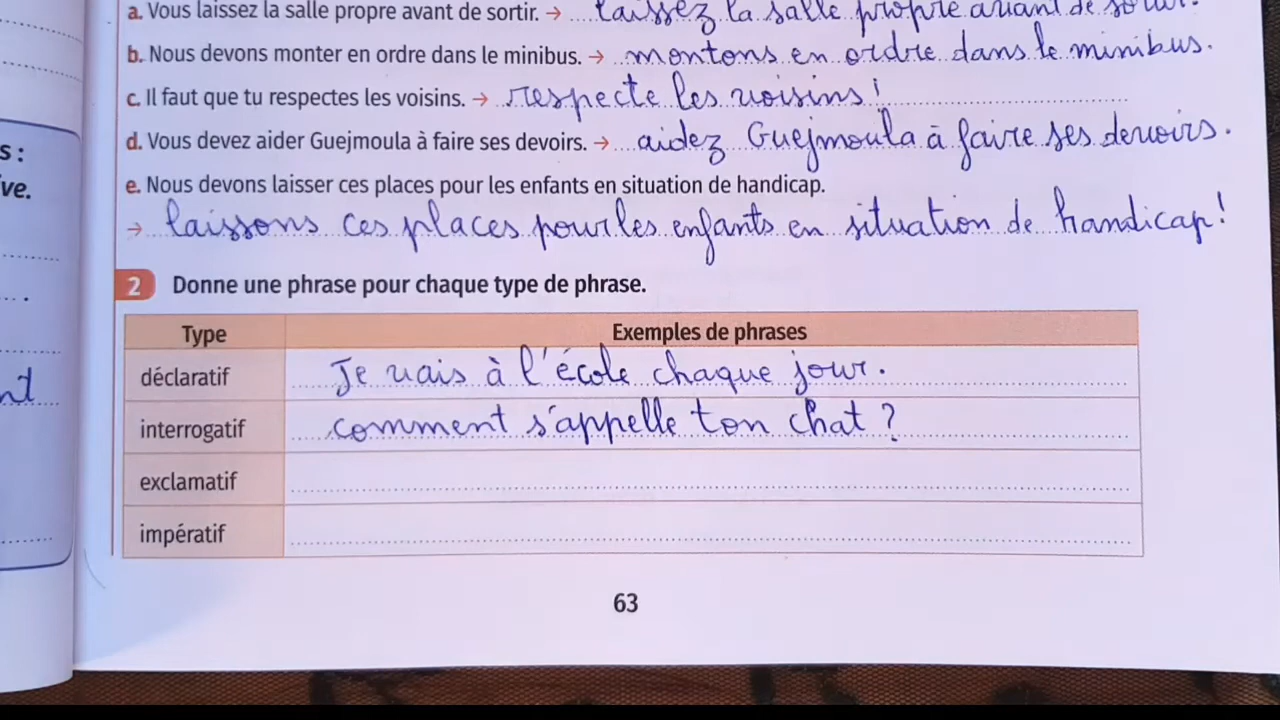 a. Vous laissez la salle propre avant de sortir. → laissez la salle propre avant de sortir.
b. Nous devons monter en ordre dans le minibus. → montons en ordre dans le minibus.
c. Il faut que tu respectes les voisins. → respecte les voisins !
d. Vous devez aider Guejmoula à faire ses devoirs. → aidez Guejmoula à faire ses devoirs.
s :
ve.
e. Nous devons laisser ces places pour les enfants en situation de handicap.
→ laissons ces places pour les enfants en situation de handicap !
2 Donne une phrase pour chaque type de phrase.
Type Exemples de phrases
déclaratif Je vais à l'école chaque jour.
nt
interrogatif comment s'appelle ton chat ?
exclamatif
impératif
63